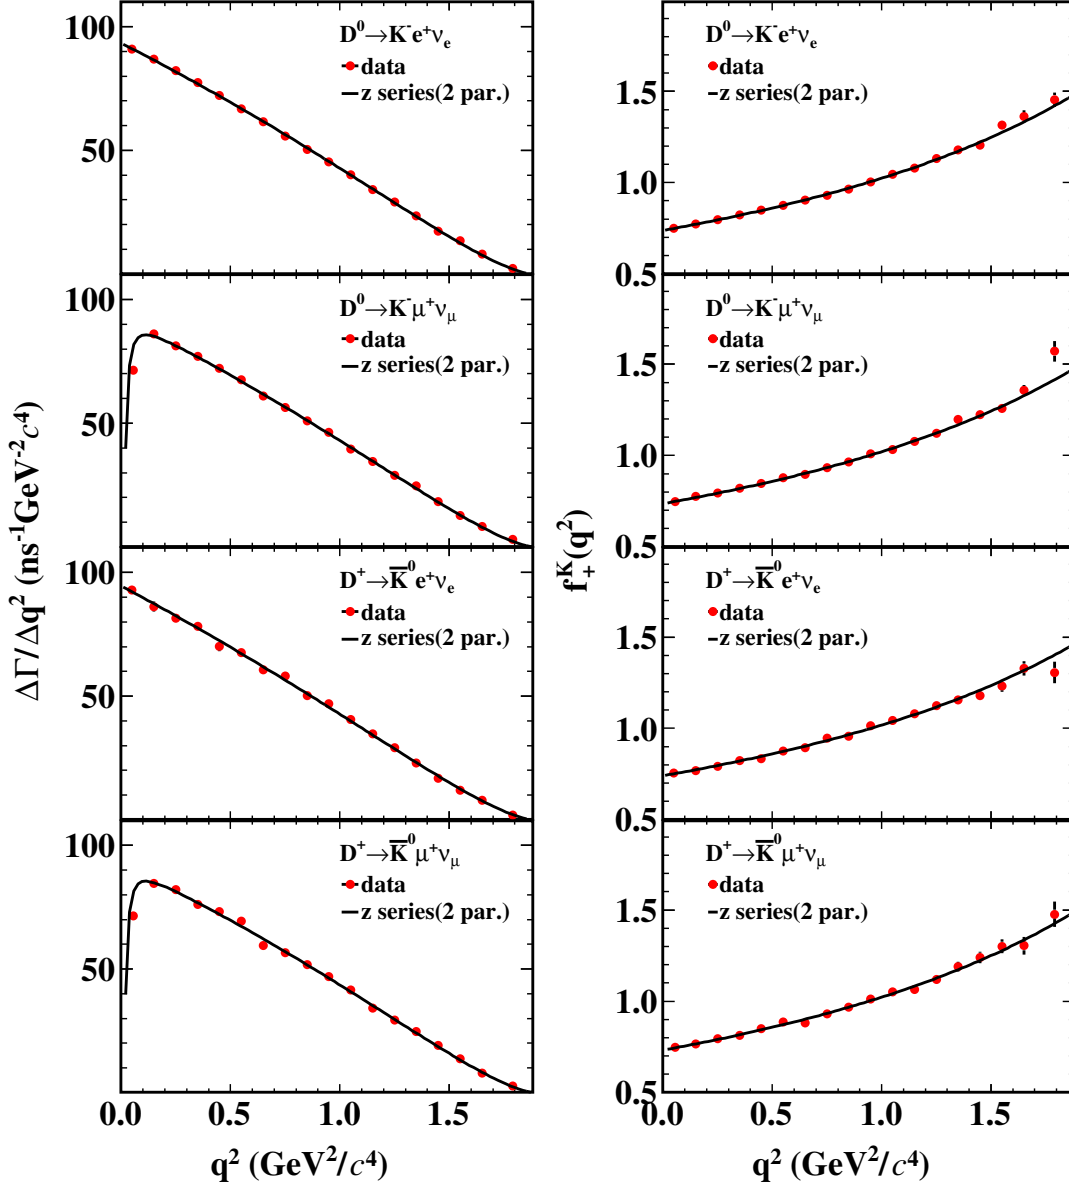 ΔΓ/Δq² (ns⁻¹GeV⁻²c⁴)
100
50
D⁰→K⁻e⁺νₑ
data
z series(2 par.)
100
50
D⁰→K⁻μ⁺ν_μ
data
z series(2 par.)
100
50
D⁺→K̅⁰e⁺νₑ
data
z series(2 par.)
100
50
D⁺→K̅⁰μ⁺ν_μ
data
z series(2 par.)
0.0 0.5 1.0 1.5
q² (GeV²/c⁴)
f₊ᴷ(q²)
1.5
1.0
0.5
D⁰→K⁻e⁺νₑ
data
z series(2 par.)
1.5
1.0
0.5
D⁰→K⁻μ⁺ν_μ
data
z series(2 par.)
1.5
1.0
0.5
D⁺→K̅⁰e⁺νₑ
data
z series(2 par.)
1.5
1.0
0.5
D⁺→K̅⁰μ⁺ν_μ
data
z series(2 par.)
0.0 0.5 1.0 1.5
q² (GeV²/c⁴)